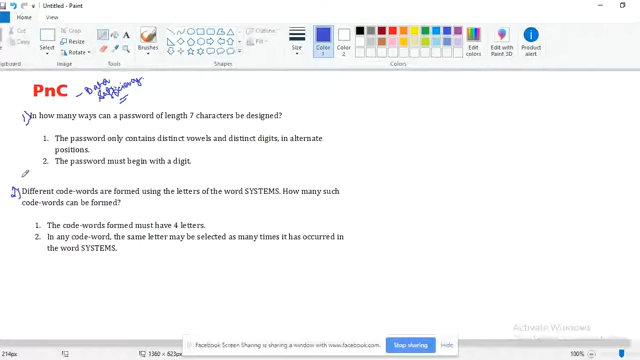 Untitled - Paint
File
Home
View
Cut
Copy
Paste
Crop
Resize
Rotate
Select
Brushes
Outline
Fill
Size
Color 1
Color 2
Edit colors
Edit with Paint 3D
Product alert
Clipboard
Image
Tools
Shapes
Colors
PnC - Data Sufficiency
1) In how many ways can a password of length 7 characters be designed?
1. The password only contains distinct vowels and distinct digits, in alternate
positions.
2. The password must begin with a digit.
2) Different code-words are formed using the letters of the word SYSTEMS. How many such
code-words can be formed?
1. The code-words formed must have 4 letters.
2. In any code-word, the same letter may be selected as many times it has occurred in
the word SYSTEMS.
Activate Windows
Facebook Screen Sharing is sharing a window with www.facebook.com.
Stop sharing
Hide
1360 × 623px
100%